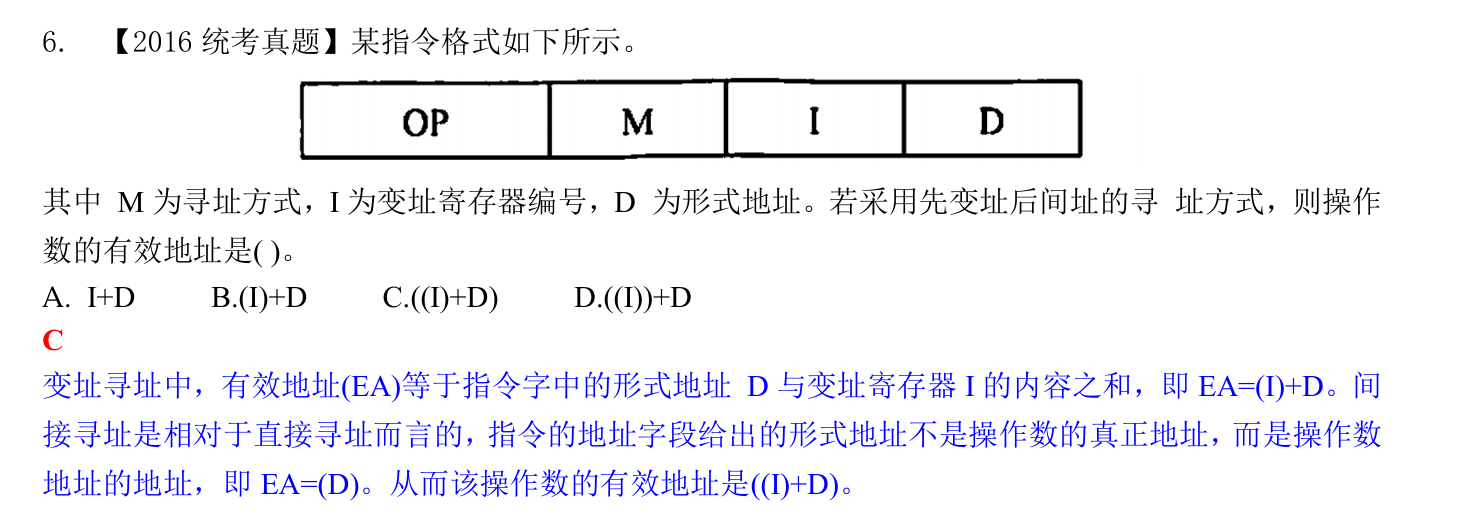 6. 【2016 统考真题】某指令格式如下所示。
OP M I D
其中 M 为寻址方式，I 为变址寄存器编号，D 为形式地址。若采用先变址后间址的寻 址方式，则操作
数的有效地址是( )。
A. I+D B.(I)+D C.((I)+D) D.((I))+D
C
变址寻址中，有效地址(EA)等于指令字中的形式地址 D 与变址寄存器 I 的内容之和，即 EA=(I)+D。间
接寻址是相对于直接寻址而言的，指令的地址字段给出的形式地址不是操作数的真正地址，而是操作数
地址的地址，即 EA=(D)。从而该操作数的有效地址是((I)+D)。